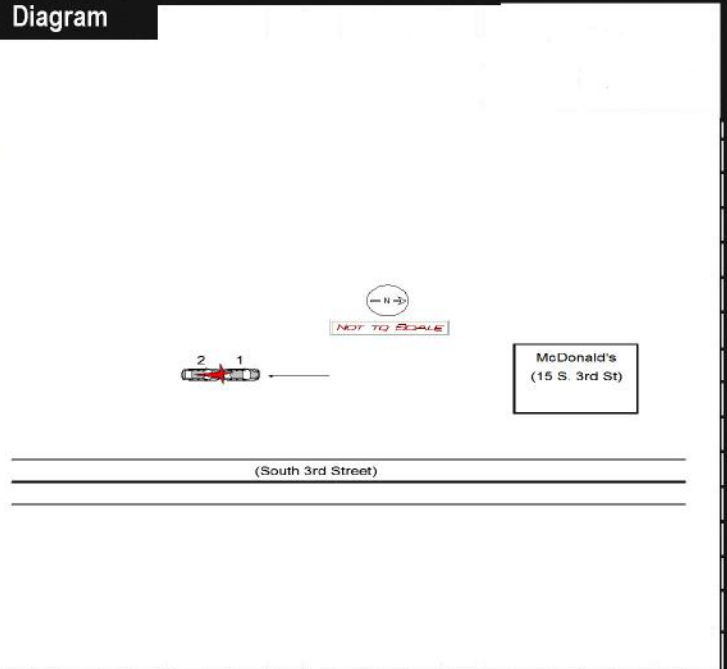 Diagram
N
NOT TO SCALE
2 1
McDonald's
(15 S. 3rd St)
(South 3rd Street)